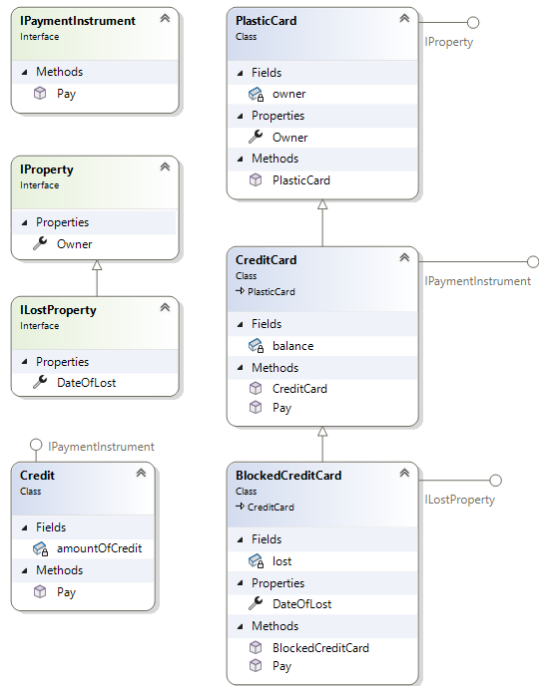 IPaymentInstrument
Interface
Methods
Pay
IProperty
Interface
Properties
Owner
ILostProperty
Interface
Properties
DateOfLost
IPaymentInstrument
Credit
Class
Fields
amountOfCredit
Methods
Pay
PlasticCard
Class
IProperty
Fields
owner
Properties
Owner
Methods
PlasticCard
CreditCard
Class
PlasticCard
IPaymentInstrument
Fields
balance
Methods
CreditCard
Pay
BlockedCreditCard
Class
CreditCard
ILostProperty
Fields
lost
Properties
DateOfLost
Methods
BlockedCreditCard
Pay